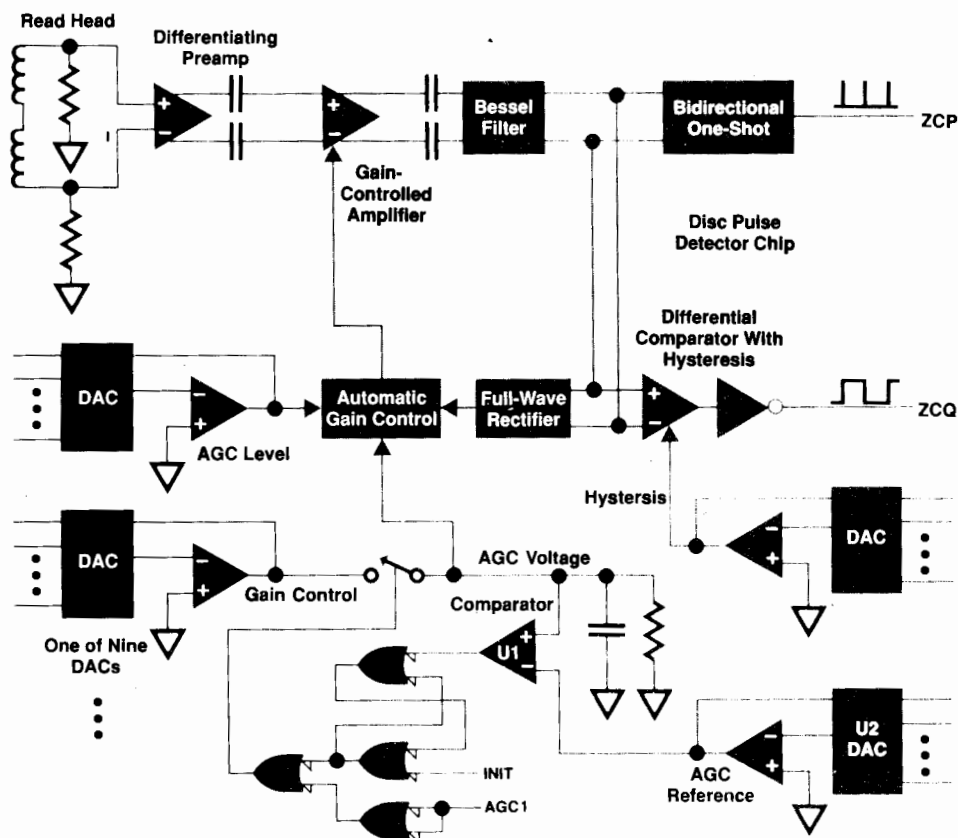 Read Head
Differentiating
Preamp
+
−
+
−
Bessel
Filter
Bidirectional
One-Shot
ZCP
Gain-
Controlled
Amplifier
Disc Pulse
Detector Chip
Differential
Comparator With
Hysteresis
DAC
−
+
AGC Level
Automatic
Gain Control
Full-Wave
Rectifier
+
−
ZCQ
Hystersis
DAC
−
+
Gain Control
AGC Voltage
−
+
DAC
One of Nine
DACs
Comparator
U1
+
−
INIT
AGC1
AGC
Reference
−
+
U2
DAC